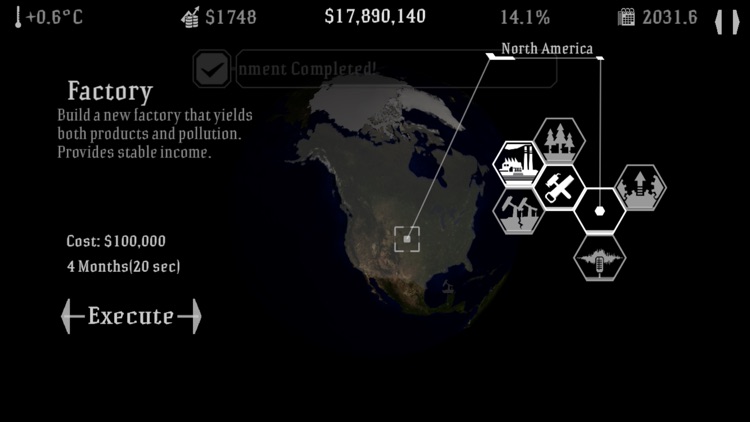 +0.6°C $1748 $17,890,140 14.1% 2031.6
North America
nment Completed!
Factory
Build a new factory that yields
both products and pollution.
Provides stable income.
Cost: $100,000
4 Months(20 sec)
Execute